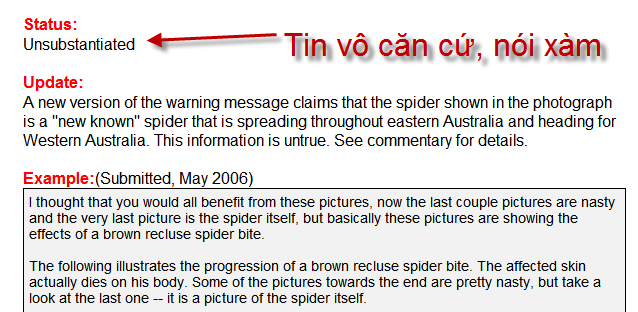 Status:
Unsubstantiated
Tin vô căn cứ, nói xàm
Update:
A new version of the warning message claims that the spider shown in the photograph
is a "new known" spider that is spreading throughout eastern Australia and heading for
Western Australia. This information is untrue. See commentary for details.
Example:(Submitted, May 2006)
I thought that you would all benefit from these pictures, now the last couple pictures are nasty
and the very last picture is the spider itself, but basically these pictures are showing the
effects of a brown recluse spider bite.
The following illustrates the progression of a brown recluse spider bite. The affected skin
actually dies on his body. Some of the pictures towards the end are pretty nasty, but take a
look at the last one -- it is a picture of the spider itself.